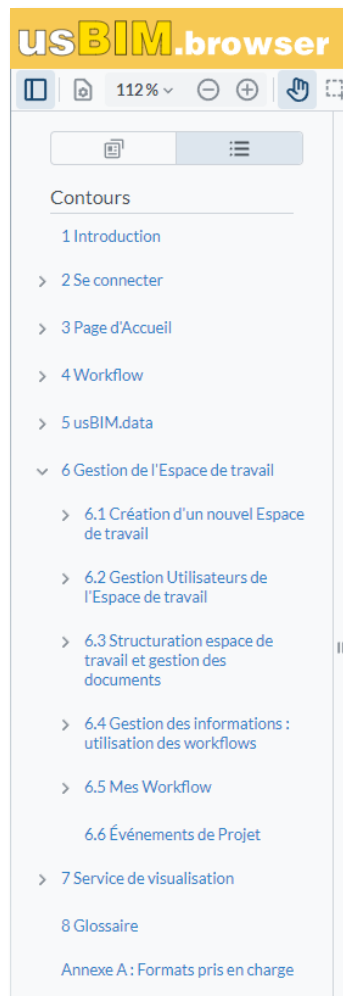 usBIM.browser
112%
Contours
1 Introduction
2 Se connecter
3 Page d'Accueil
4 Workflow
5 usBIM.data
6 Gestion de l'Espace de travail
6.1 Création d'un nouvel Espace
de travail
6.2 Gestion Utilisateurs de
l'Espace de travail
6.3 Structuration espace de
travail et gestion des
documents
6.4 Gestion des informations :
utilisation des workflows
6.5 Mes Workflow
6.6 Événements de Projet
7 Service de visualisation
8 Glossaire
Annexe A : Formats pris en charge